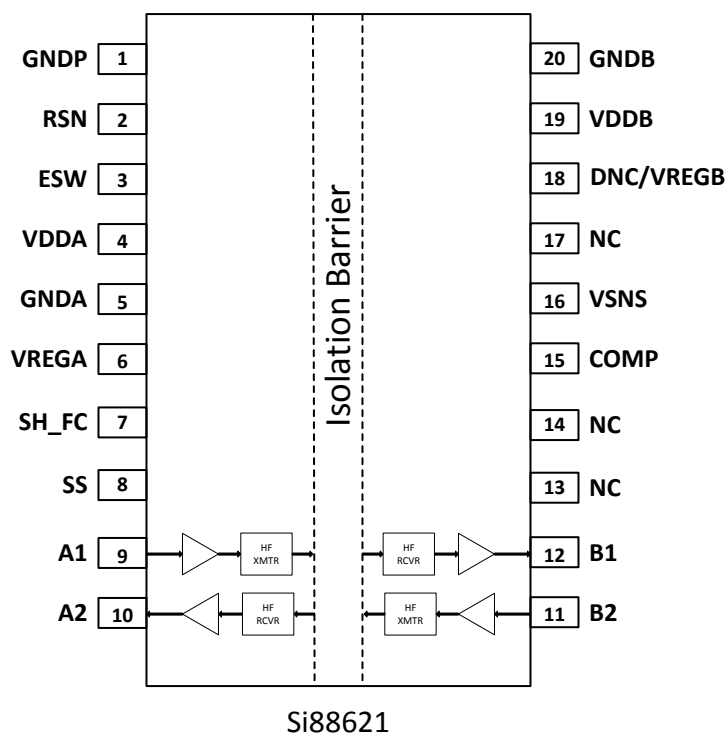 GNDP 1 20 GNDB
RSN 2 19 VDDB
ESW 3 18 DNC/VREGB
VDDA 4 17 NC
GNDA 5 16 VSNS
VREGA 6 15 COMP
SH_FC 7 14 NC
SS 8 13 NC
Isolation Barrier
A1 9 HF XMTR HF RCVR 12 B1
A2 10 HF RCVR HF XMTR 11 B2
Si88621